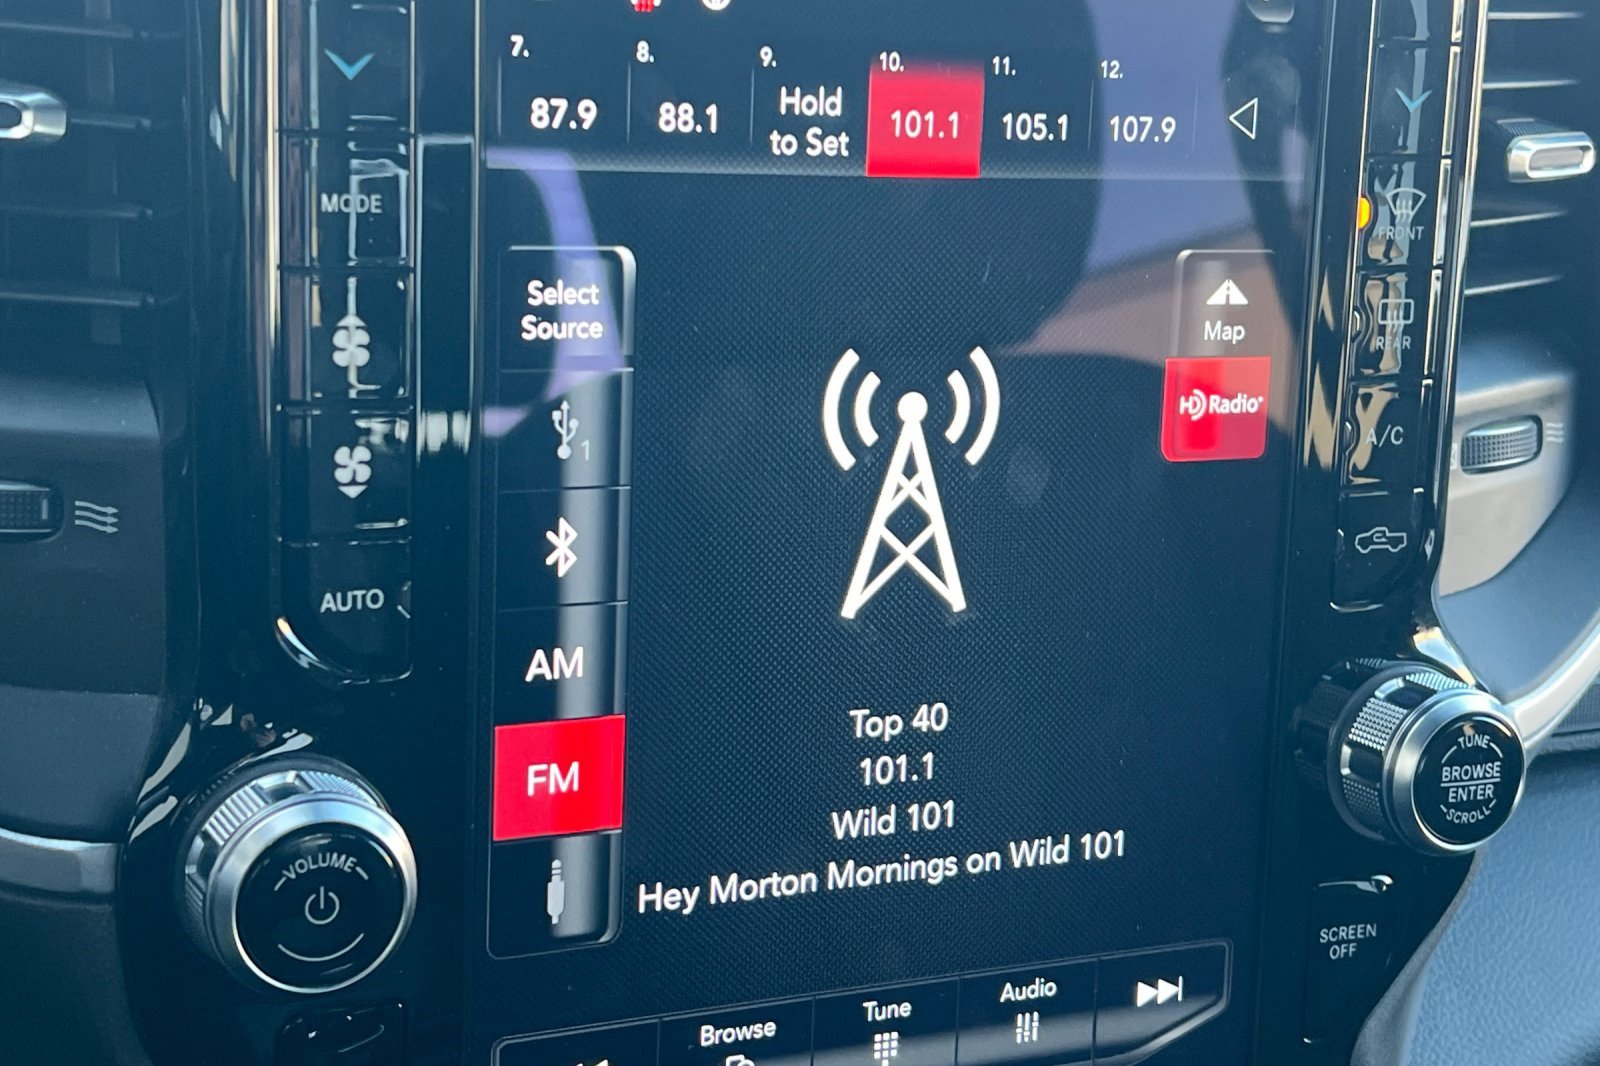 7.
8.
9.
10.
11.
12.
87.9
88.1
Hold
to Set
101.1
105.1
107.9
MODE
FRONT
Select
Source
Map
REAR
HD Radio
1
A/C
AUTO
AM
Top 40
FM
101.1
Wild 101
Hey Morton Mornings on Wild 101
TUNE
BROWSE
ENTER
SCROLL
VOLUME
SCREEN
OFF
Browse
Tune
Audio